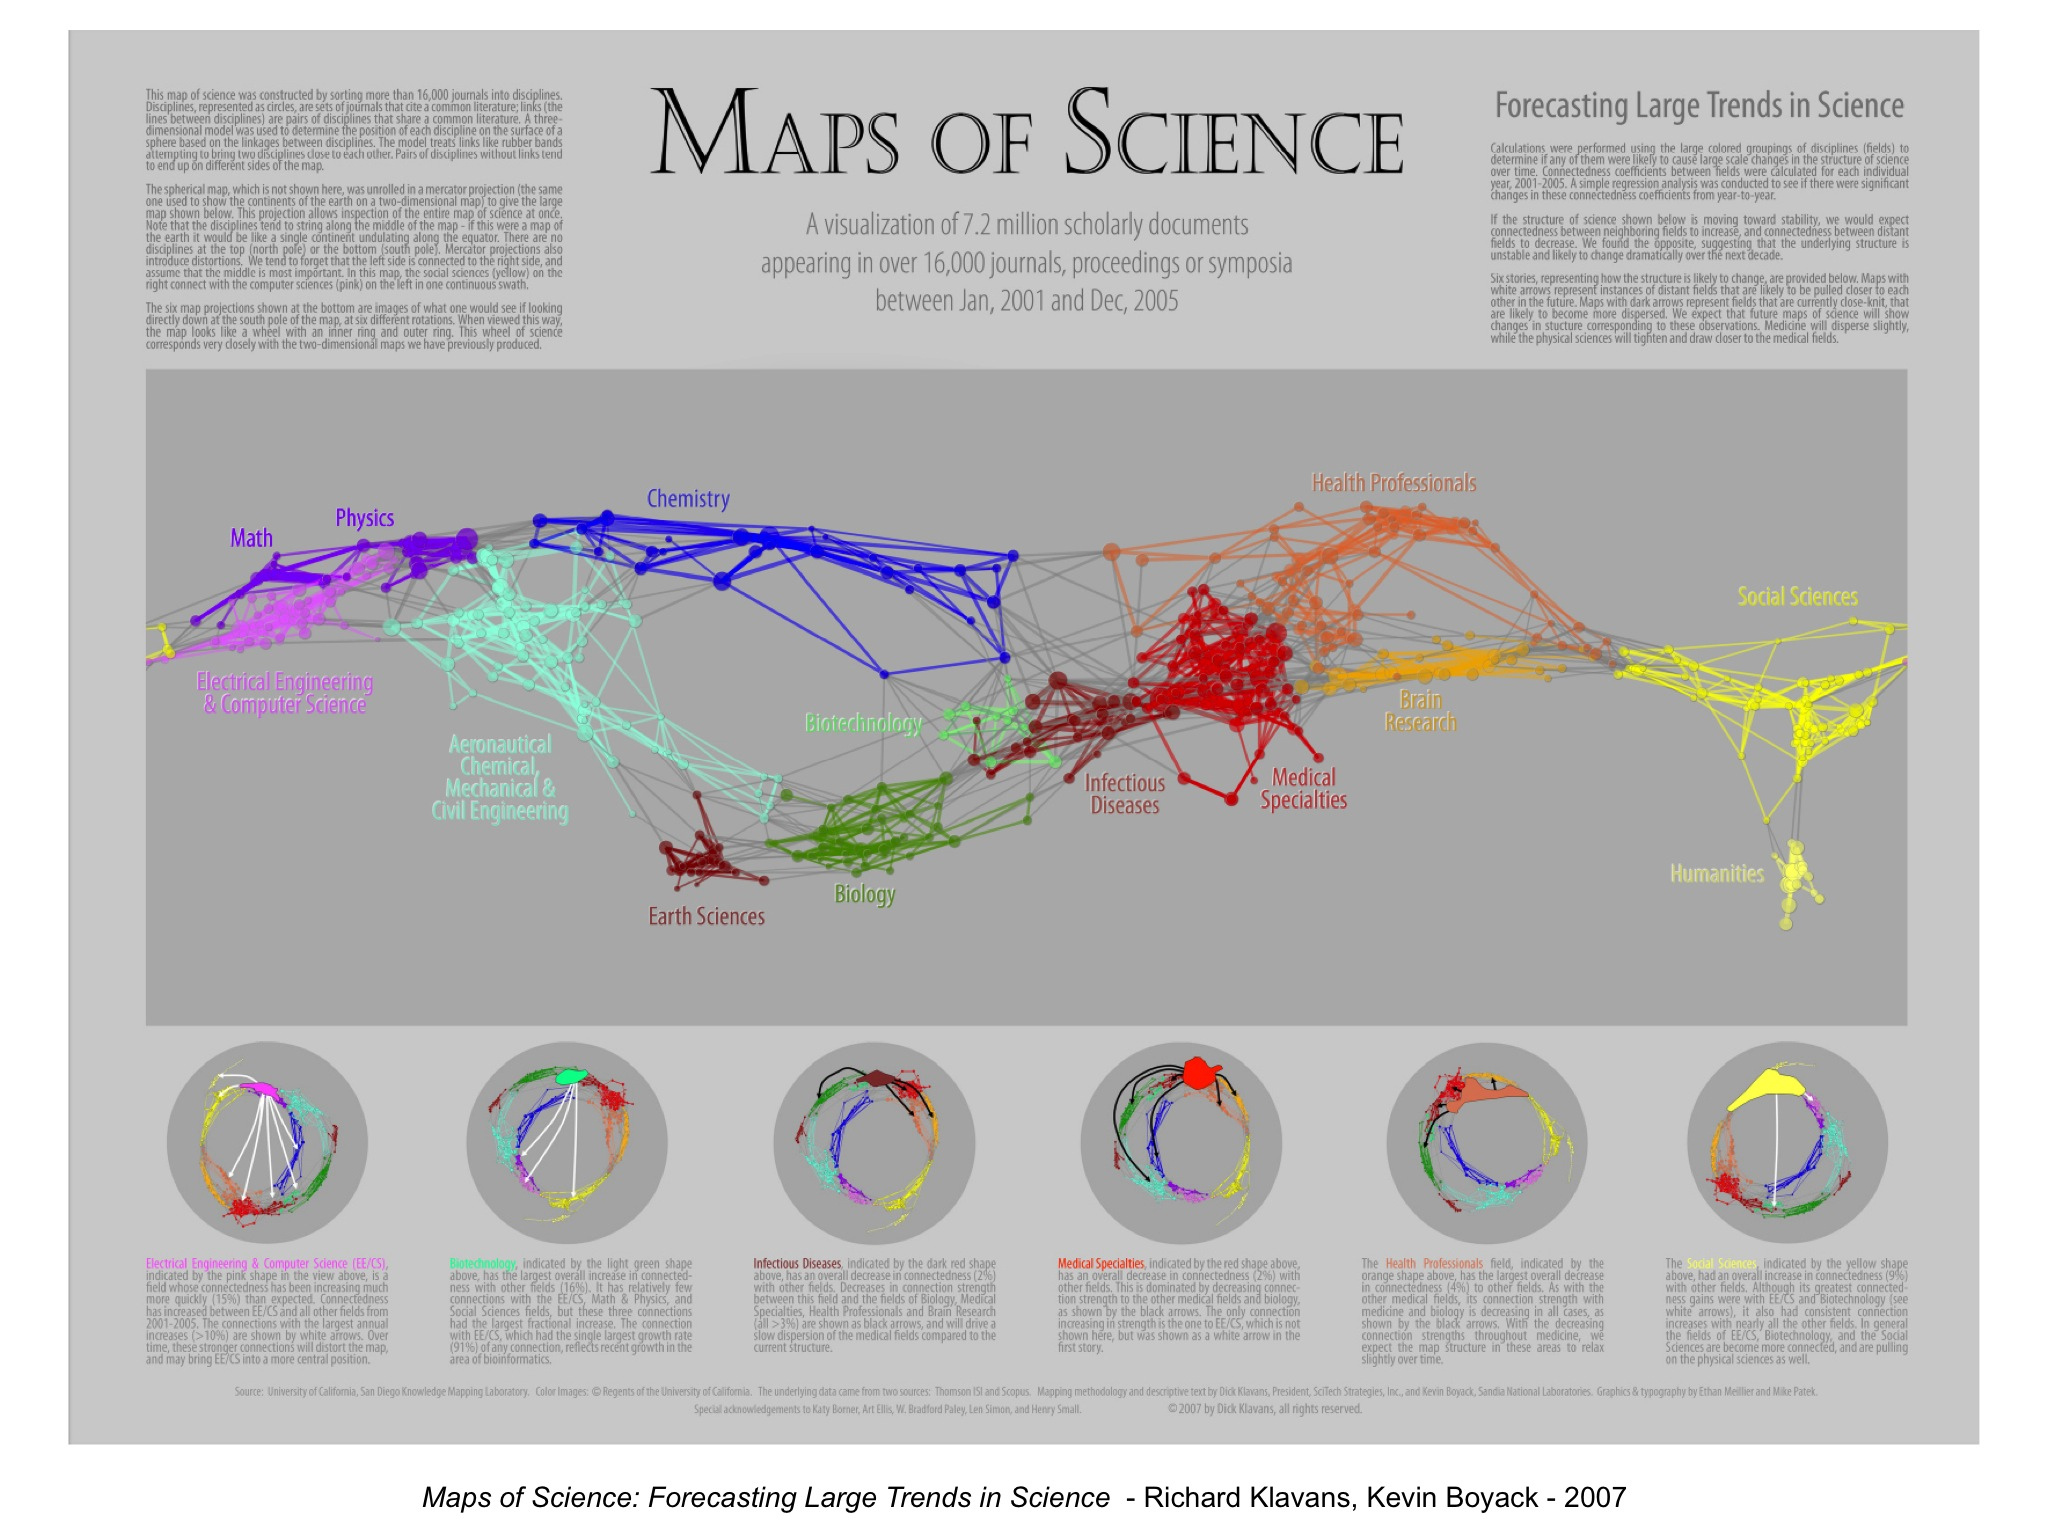 This map of science was constructed by sorting more than 16,000 journals into disciplines.
Disciplines, represented as circles, are sets of journals that cite a common literature; links (the
lines between disciplines) are pairs of disciplines that share a common literature. A three-
dimensional model was used to determine the position of each discipline on the surface of a
sphere based on the linkages between disciplines. The model treats links like rubber bands
attempting to bring two disciplines close to each other. Pairs of disciplines without links tend
to end up on different sides of the map.
The spherical map, which is not shown here, was unrolled in a mercator projection (the same
one used to show the continents of the earth on a two-dimensional map) to give the large
map shown below. This projection allows inspection of the entire map of science at once.
Note that the disciplines tend to string along the middle of the map - if this were a map of
the earth it would be like a single continent undulating along the equator. There are no
disciplines at the top (north pole) or the bottom (south pole). Mercator projections also
introduce distortions. We tend to forget that the left side is connected to the right side, and
assume that the middle is most important. In this map, the social sciences (yellow) on the
right connect with the computer sciences (pink) on the left in one continuous swath.
The six map projections shown at the bottom are images of what one would see if looking
directly down at the south pole of the map, at six different rotations. When viewed this way,
the map looks like a wheel with an inner ring and outer ring. This wheel of science
corresponds very closely with the two-dimensional maps we have previously produced.
MAPS OF SCIENCE
A visualization of 7.2 million scholarly documents
appearing in over 16,000 journals, proceedings or symposia
between Jan, 2001 and Dec, 2005
Forecasting Large Trends in Science
Calculations were performed using the large colored groupings of disciplines (fields) to
determine if any of them were likely to cause large scale changes in the structure of science
over time. Connectedness coefficients between fields were calculated for each individual
year, 2001-2005. A simple regression analysis was conducted to see if there were significant
changes in these connectedness coefficients from year-to-year.
If the structure of science shown below is moving toward stability, we would expect
connectedness between neighboring fields to increase, and connectedness between distant
fields to decrease. We found the opposite, suggesting that the underlying structure is
unstable and likely to change dramatically over the next decade.
Six stories, representing how the structure is likely to change, are provided below. Maps with
white arrows represent instances of distant fields that are likely to be pulled closer to each
other in the future. Maps with dark arrows represent fields that are currently close-knit, that
are likely to become more dispersed. We expect that future maps of science will show
changes in stucture corresponding to these observations. Medicine will disperse slightly,
while the physical sciences will tighten and draw closer to the medical fields.
Math
Physics
Chemistry
Health Professionals
Social Sciences
Electrical Engineering
& Computer Science
Aeronautical
Chemical,
Mechanical &
Civil Engineering
Biotechnology
Brain
Research
Infectious
Diseases
Medical
Specialties
Earth Sciences
Biology
Humanities
Electrical Engineering & Computer Science (EE/CS),
indicated by the pink shape in the view above, is a
field whose connectedness has been increasing much
more quickly (15%) than expected. Connectedness
has increased between EE/CS and all other fields from
2001-2005. The connections with the largest annual
increases (>10%) are shown by white arrows. Over
time, these stronger connections will distort the map,
and may bring EE/CS into a more central position.
Biotechnology, indicated by the light green shape
above, has the largest overall increase in connected-
ness with other fields (16%). It has relatively few
connections with the EE/CS, Math & Physics, and
Social Sciences fields, but these three connections
had the largest fractional increase. The connection
with EE/CS, which had the single largest growth rate
(91%) of any connection, reflects recent growth in the
area of bioinformatics.
Infectious Diseases, indicated by the dark red shape
above, has an overall decrease in connectedness (2%)
with other fields. Decreases in connection strength
between this field and the fields of Biology, Medical
Specialties, Health Professionals and Brain Research
(all >3%) are shown as black arrows, and will drive a
slow dispersion of the medical fields compared to the
current structure.
Medical Specialties, indicated by the red shape above,
has an overall decrease in connectedness (2%) with
other fields. This is dominated by decreasing connec-
tion strength to the other medical fields and biology,
as shown by the black arrows. The only connection
increasing in strength is the one to EE/CS, which is not
shown here, but was shown as a white arrow in the
first story.
The Health Professionals field, indicated by the
orange shape above, has the largest overall decrease
in connectedness (4%) to other fields. As with the
other medical fields, its connection strength with
medicine and biology is decreasing in all cases, as
shown by the black arrows. With the decreasing
connection strengths throughout medicine, we
expect the map structure in these areas to relax
slightly over time.
The Social Sciences, indicated by the yellow shape
above, had an overall increase in connectedness (9%)
with other fields. Although its greatest connected-
ness gains were with EE/CS and Biotechnology (see
white arrows), it also had consistent connection
increases with nearly all the other fields. In general
the fields of EE/CS, Biotechnology, and the Social
Sciences are become more connected, and are pulling
on the physical sciences as well.
Source: University of California, San Diego Knowledge Mapping Laboratory. Color Images: © Regents of the University of California. The underlying data came from two sources: Thomson ISI and Scopus. Mapping methodology and descriptive text by Dick Klavans, President, SciTech Strategies, Inc., and Kevin Boyack, Sandia National Laboratories. Graphics & typography by Ethan Meillier and Mike Patek.
Special acknowledgements to Katy Borner, Art Ellis, W. Bradford Paley, Len Simon, and Henry Small. © 2007 by Dick Klavans, all rights reserved.
Maps of Science: Forecasting Large Trends in Science - Richard Klavans, Kevin Boyack - 2007